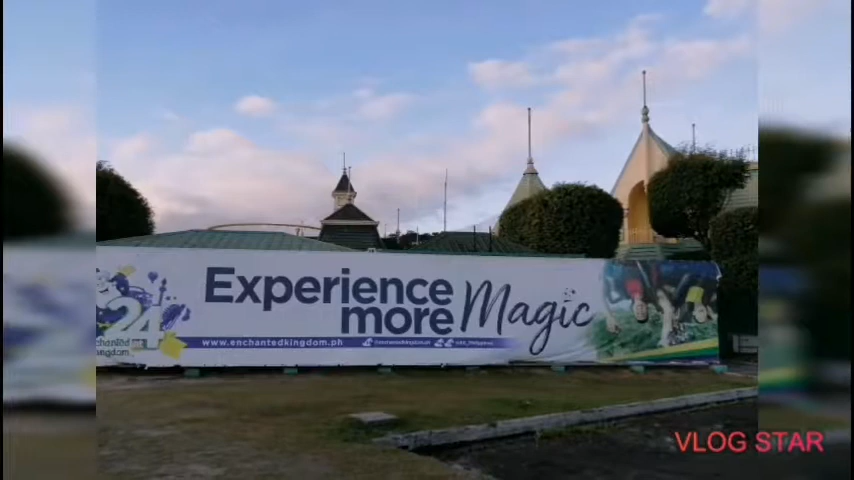 Experience
more Magic
24
enchanted
kingdom
WWW.ENCHANTEDKINGDOM.PH
VLOG STAR